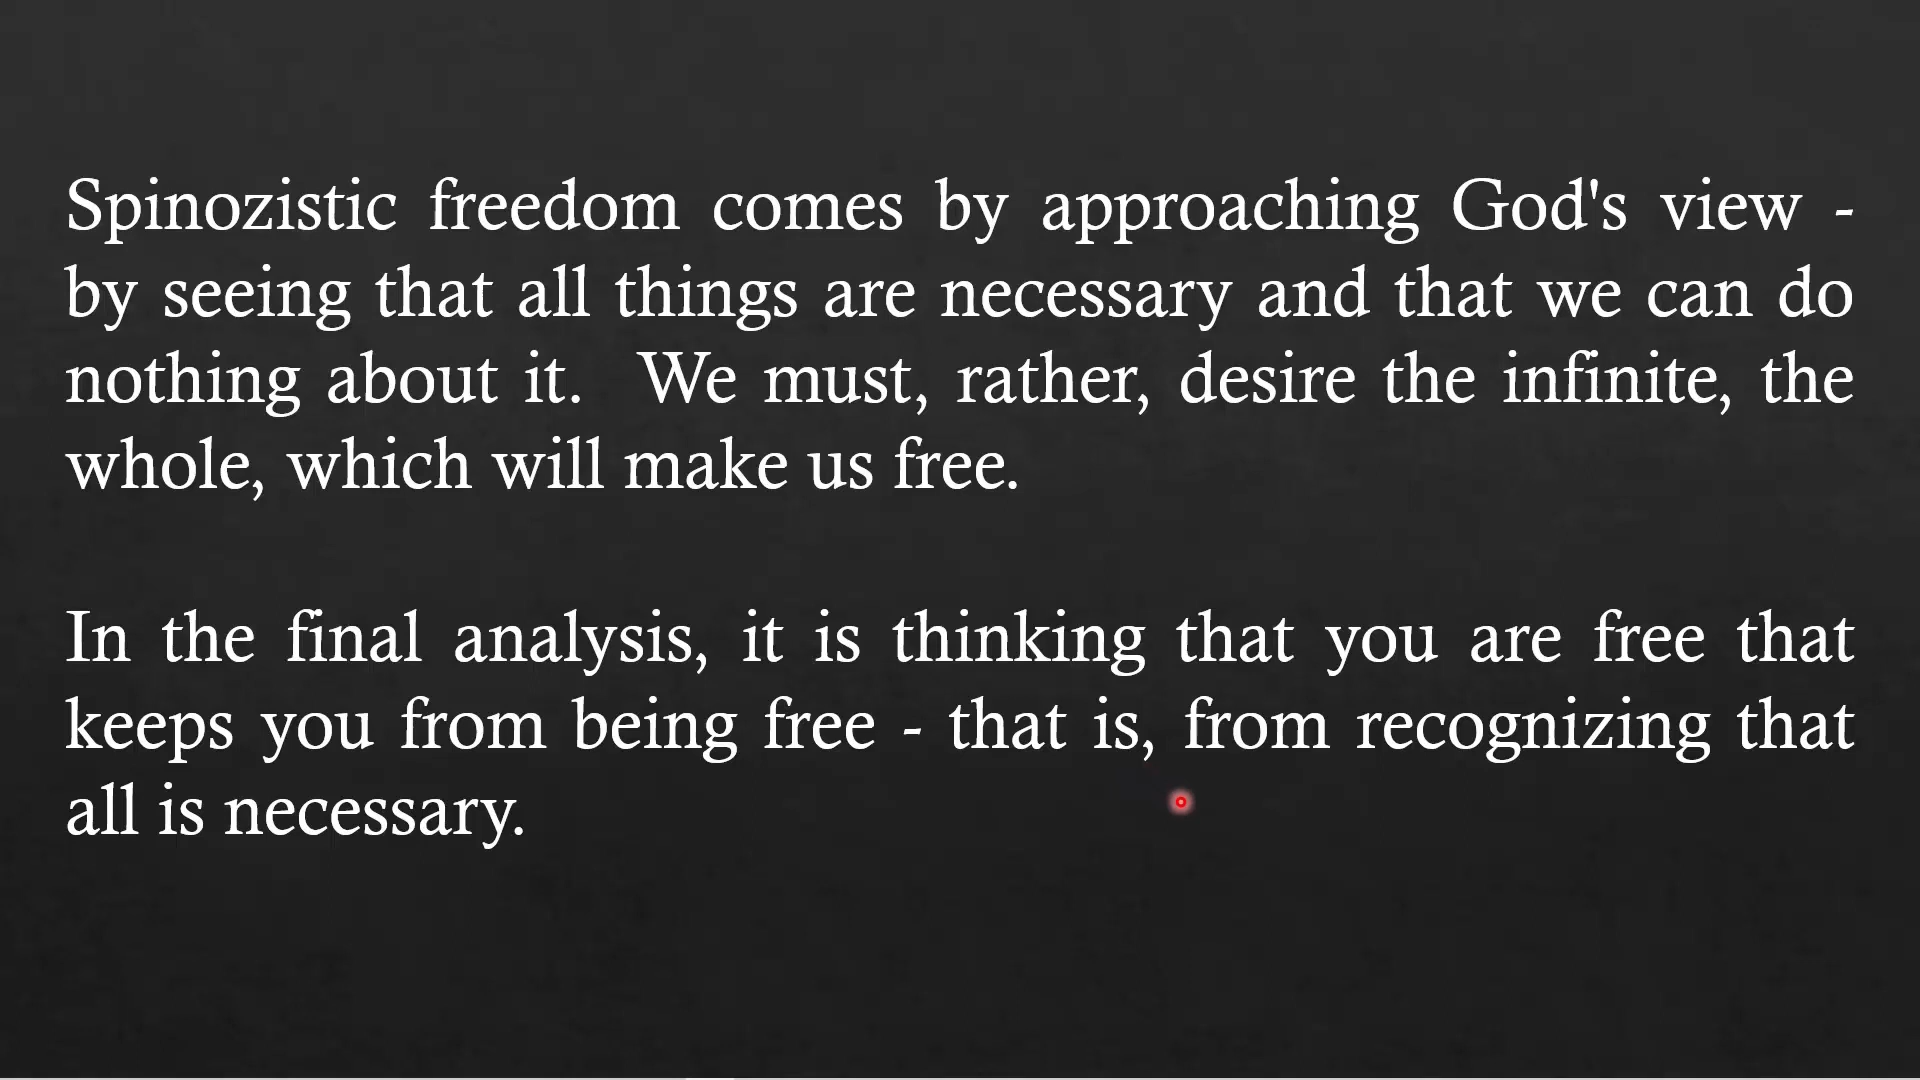 Spinozistic freedom comes by approaching God's view -
by seeing that all things are necessary and that we can do
nothing about it.  We must, rather, desire the infinite, the
whole, which will make us free.
In the final analysis, it is thinking that you are free that
keeps you from being free - that is, from recognizing that
all is necessary.